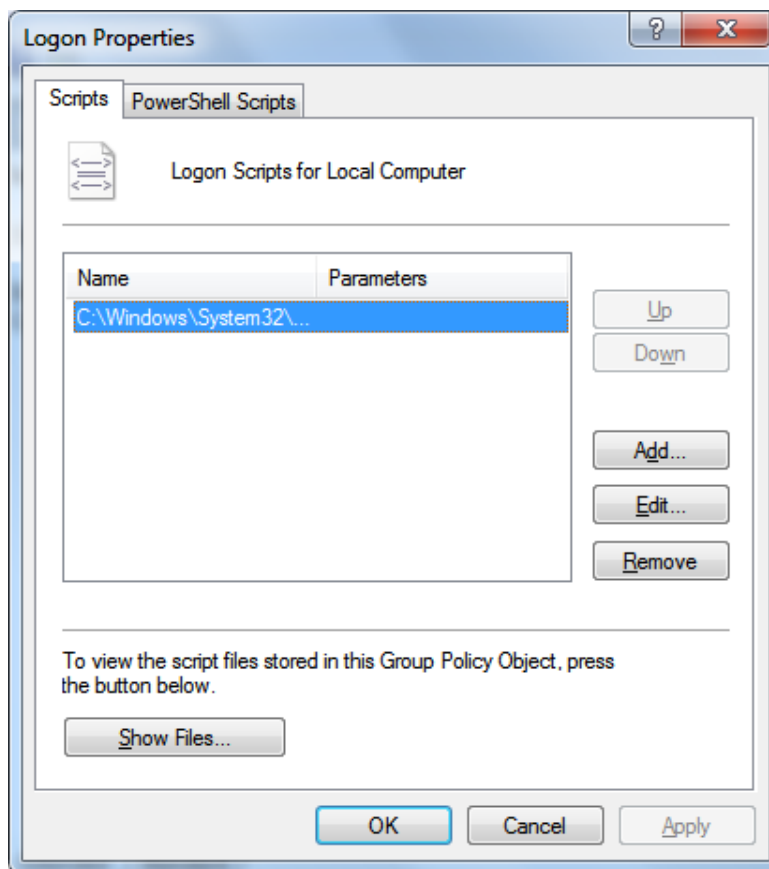 Logon Properties
Scripts
PowerShell Scripts
<-->
<-->
Logon Scripts for Local Computer
Name
Parameters
C:\Windows\System32\...
Up
Down
Add...
Edit...
Remove
To view the script files stored in this Group Policy Object, press
the button below.
Show Files...
OK
Cancel
Apply